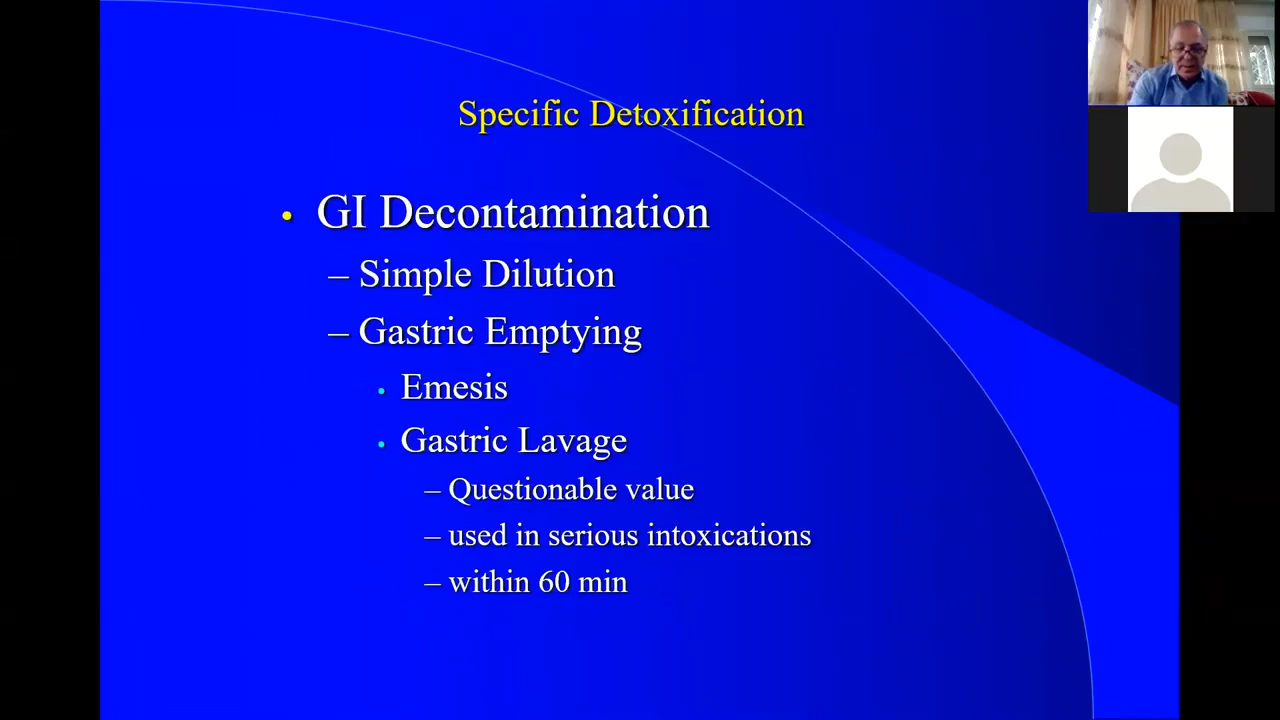 Specific Detoxification
• GI Decontamination
– Simple Dilution
– Gastric Emptying
• Emesis
• Gastric Lavage
– Questionable value
– used in serious intoxications
– within 60 min